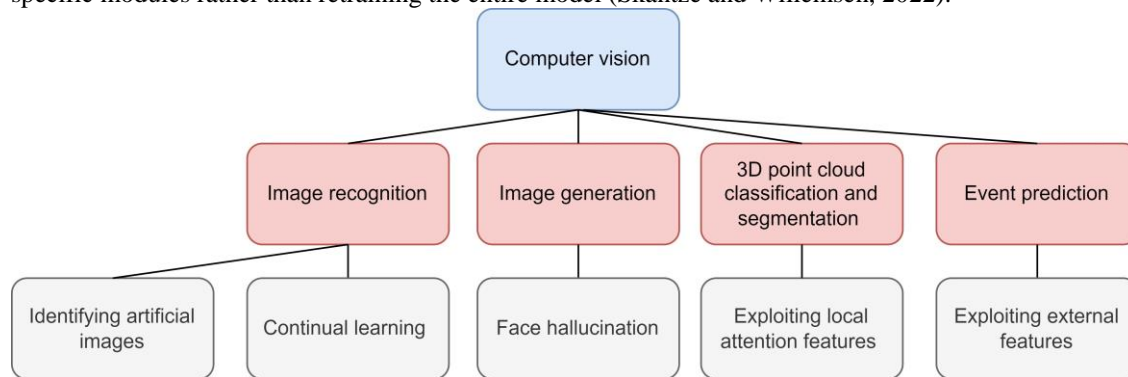 specific modules rather than retraining the entire model (Skantze and Willemsen, 2022).
Computer vision
Image recognition
Image generation
3D point cloud
classification and
segmentation
Event prediction
Identifying artificial
images
Continual learning
Face hallucination
Exploiting local
attention features
Exploiting external
features